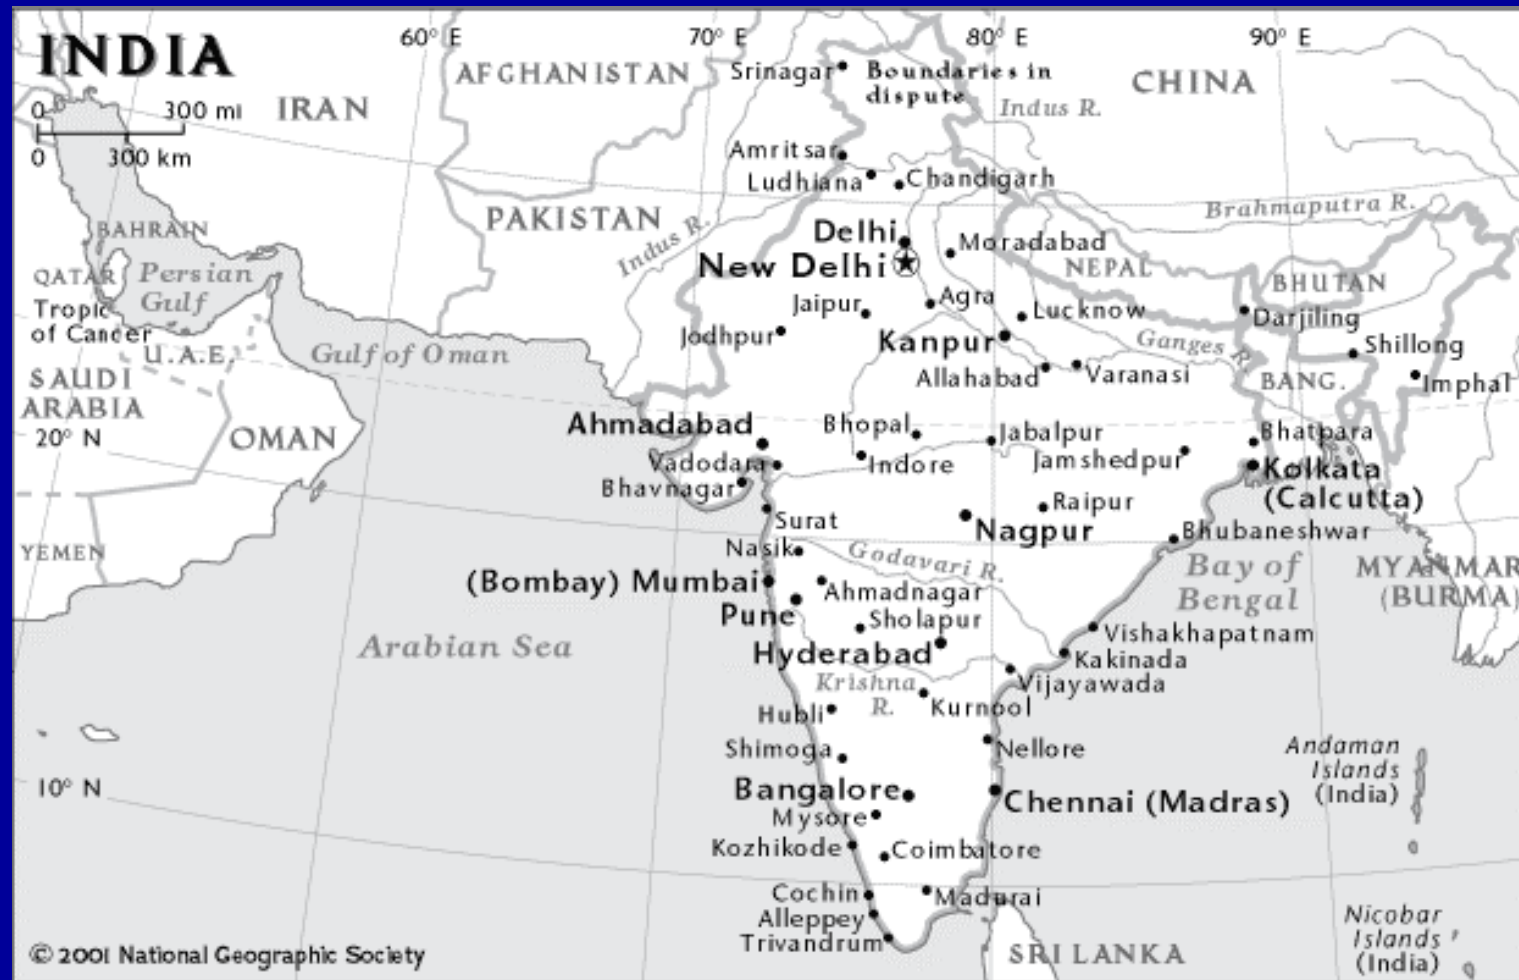 INDIA
60° E
70° E
80° E
90° E
0 300 mi
0 300 km
IRAN
AFGHANISTAN
Srinagar
Boundaries in
dispute
CHINA
Indus R.
Amritsar
Ludhiana
Chandigarh
PAKISTAN
Indus R.
Brahmaputra R.
BAHRAIN
Delhi
Moradabad
New Delhi
NEPAL
BHUTAN
QATAR
Persian
Gulf
Tropic
of Cancer
Jaipur
Agra
Lucknow
Darjiling
Jodhpur
Kanpur
Ganges R.
Shillong
U.A.E.
Gulf of Oman
Allahabad
Varanasi
BANG.
Imphal
SAUDI
ARABIA
20° N
OMAN
Ahmadabad
Bhopal
Jabalpur
Bhatpara
Vadodara
Indore
Jamshedpur
Kolkata
(Calcutta)
Bhavnagar
Raipur
Surat
Nagpur
Bhubaneshwar
YEMEN
Nasik
Godavari R.
Bay of
Bengal
MYANMAR
(BURMA)
(Bombay) Mumbai
Ahmadnagar
Pune
Sholapur
Vishakhapatnam
Arabian Sea
Hyderabad
Kakinada
Krishna
R.
Vijayawada
Kurnool
Hubli
Shimoga
Nellore
Andaman
Islands
(India)
10° N
Bangalore
Chennai (Madras)
Mysore
Kozhikode
Coimbatore
Cochin
Madurai
Alleppey
Trivandrum
Nicobar
Islands
(India)
SRI LANKA
© 2001 National Geographic Society